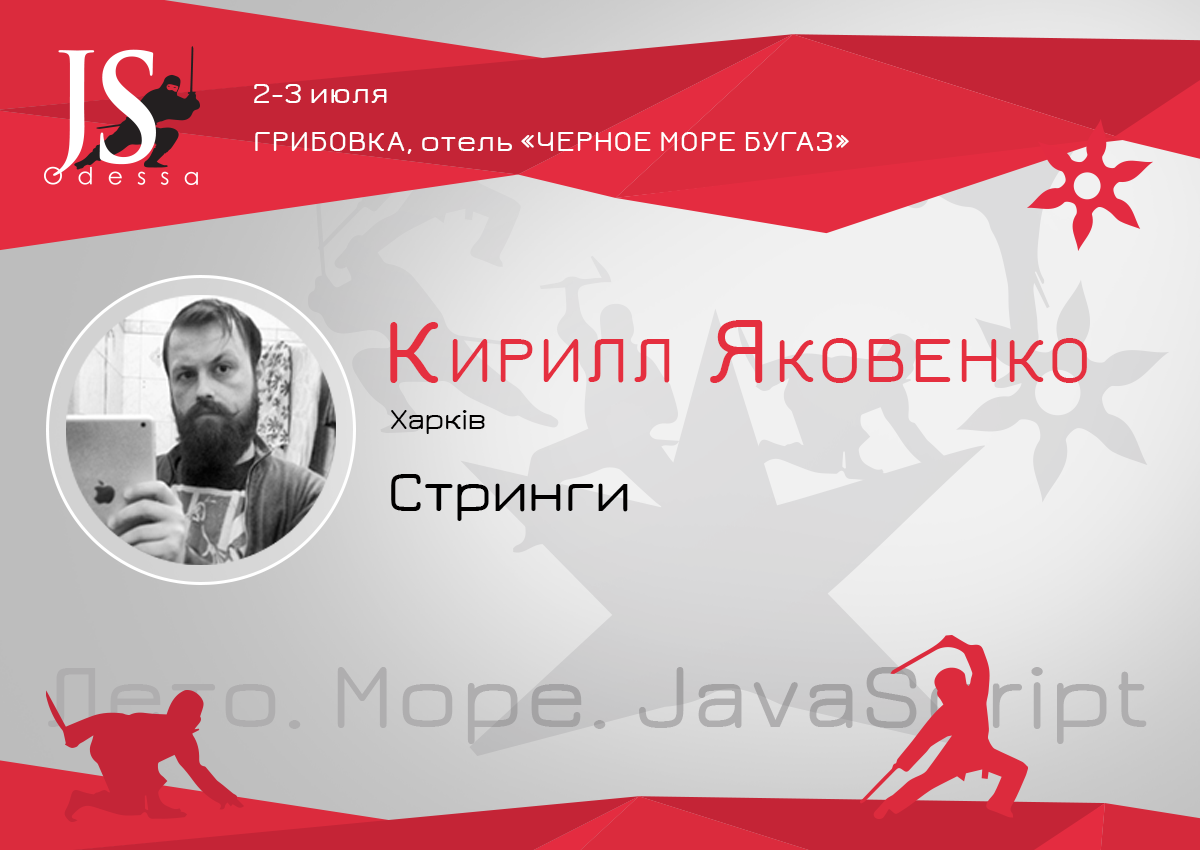 JS
Odessa
2-3 июля
ГРИБОВКА, отель «ЧЕРНОЕ МОРЕ БУГАЗ»
Кирилл Яковенко
Харків
Стринги
Лето. Море. JavaScript